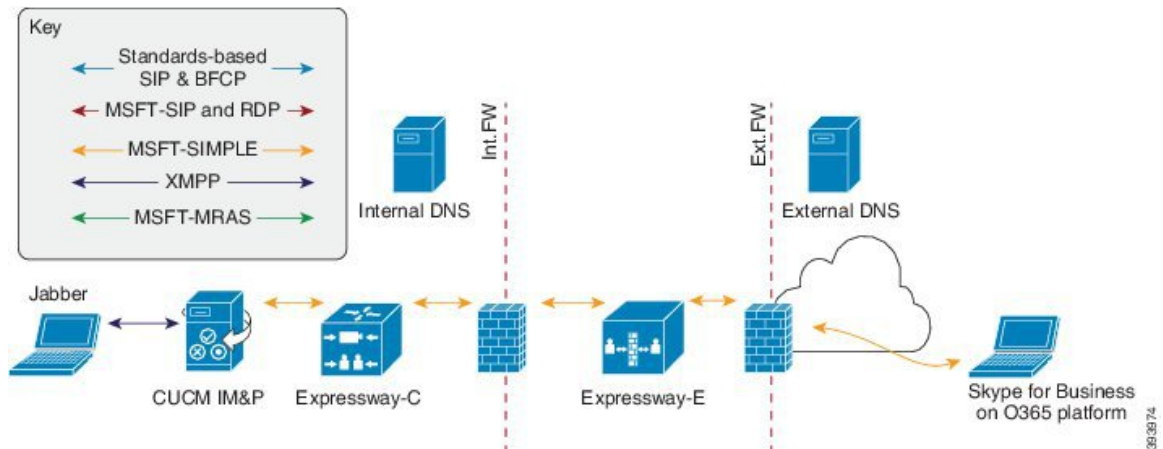 Key
Standards-based
SIP & BFCP
MSFT-SIP and RDP
MSFT-SIMPLE
XMPP
MSFT-MRAS
Internal DNS
Int.FW
Ext.FW
External DNS
Jabber
CUCM IM&P
Expressway-C
Expressway-E
Skype for Business
on O365 platform
393974